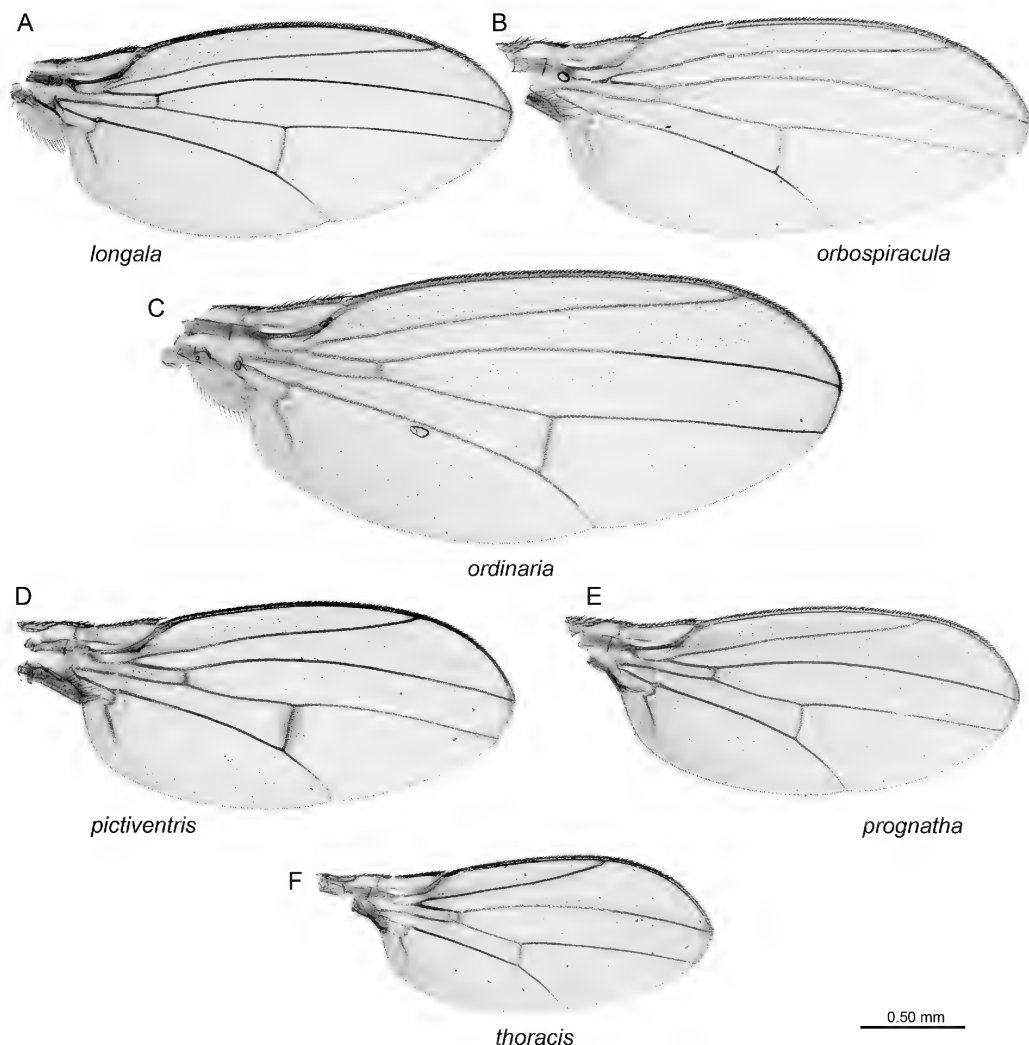 A
B
longala
orbospiracula
C
ordinaria
D
E
pictiventris
prognatha
F
thoracis
0.50 mm